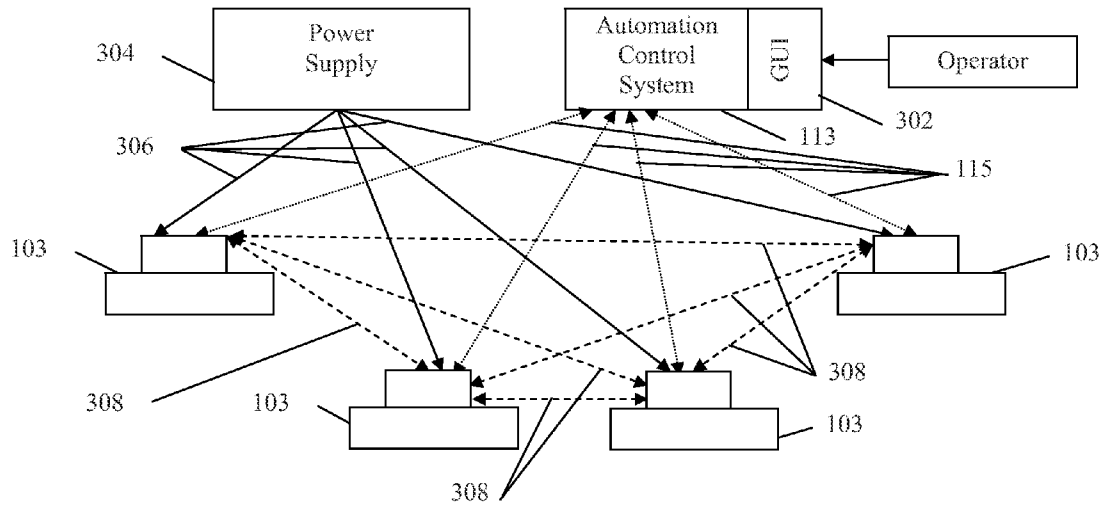 Power
Supply
Automation
Control
System
GUI
Operator
304
302
113
306
115
103
103
308
308
103
103
308